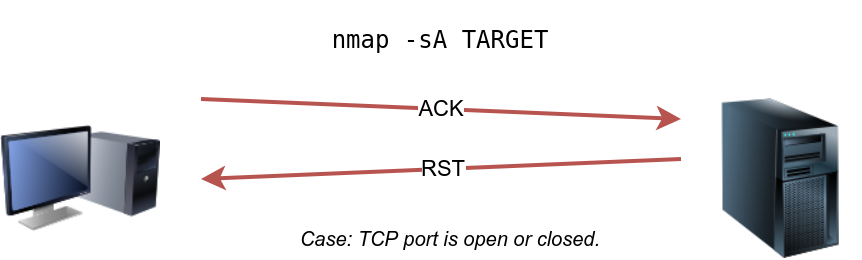 nmap -sA TARGET
ACK
RST
Case: TCP port is open or closed.